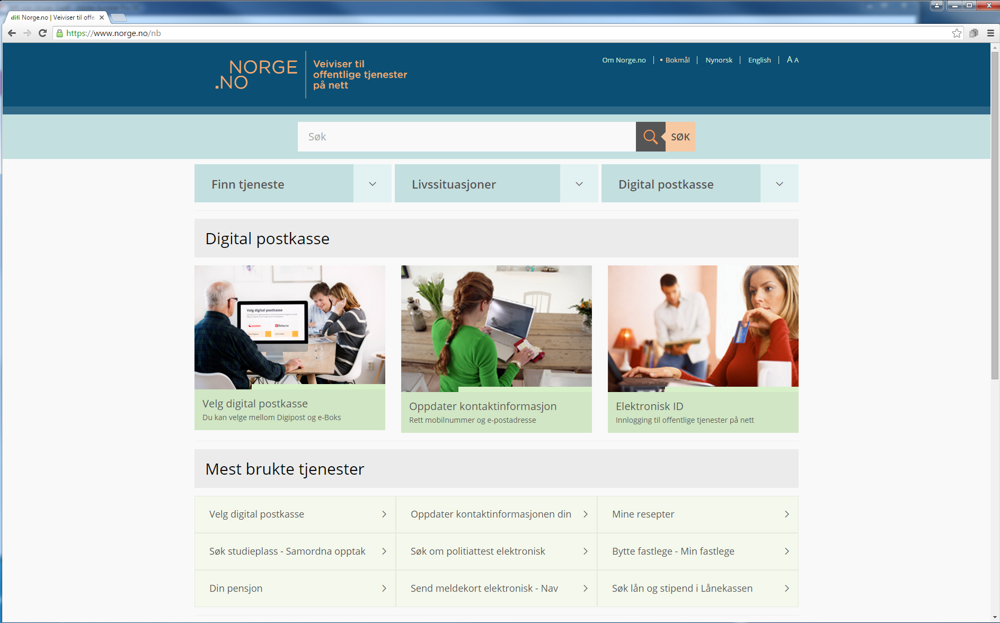 difi Norge.no | Veiviser til offe
https://www.norge.no/nb
NORGE
.NO
Veiviser til
offentlige tjenester
på nett
Om Norge.no
Bokmål
Nynorsk
English
A A
Søk
SØK
Finn tjeneste
Livssituasjoner
Digital postkasse
Digital postkasse
Velg digital postkasse
posten
Boks.no
Velg digital postkasse
Du kan velge mellom Digipost og e-Boks
Oppdater kontaktinformasjon
Rett mobilnummer og e-postadresse
Elektronisk ID
Innlogging til offentlige tjenester på nett
Mest brukte tjenester
Velg digital postkasse
Oppdater kontaktinformasjonen din
Mine resepter
Søk studieplass - Samordna opptak
Søk om politiattest elektronisk
Bytte fastlege - Min fastlege
Din pensjon
Send meldekort elektronisk - Nav
Søk lån og stipend i Lånekassen